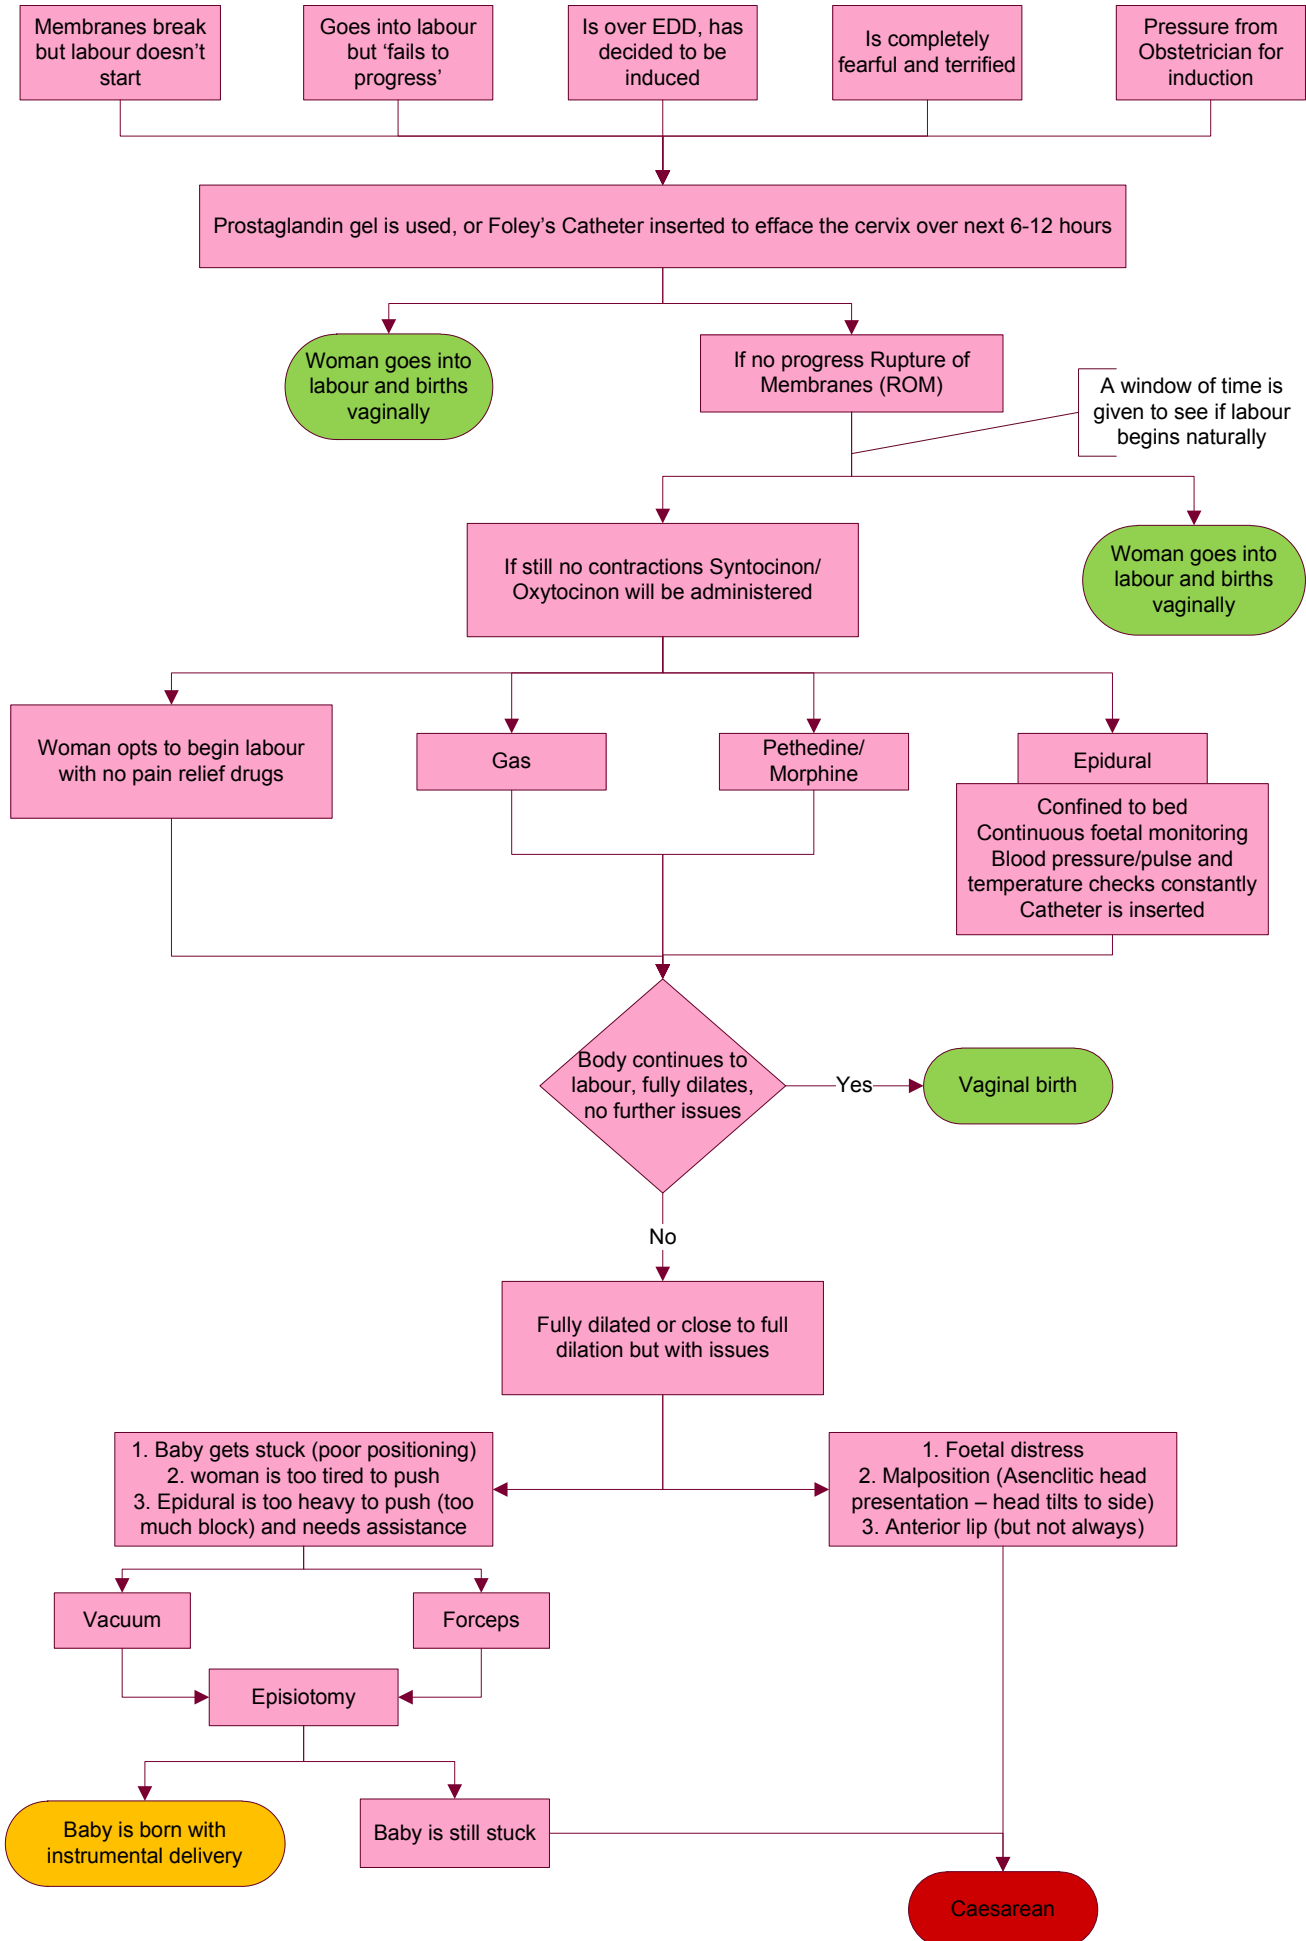 Membranes break
but labour doesn't
start
Goes into labour
but ‘fails to
progress’
Is over EDD, has
decided to be
induced
Is completely
fearful and terrified
Pressure from
Obstetrician for
induction
Prostaglandin gel is used, or Foley’s Catheter inserted to efface the cervix over next 6-12 hours
Woman goes into
labour and births
vaginally
If no progress Rupture of
Membranes (ROM)
A window of time is
given to see if labour
begins naturally
If still no contractions Syntocinon/
Oxytocinon will be administered
Woman goes into
labour and births
vaginally
Woman opts to begin labour
with no pain relief drugs
Gas
Pethedine/
Morphine
Epidural
Confined to bed
Continuous foetal monitoring
Blood pressure/pulse and
temperature checks constantly
Catheter is inserted
Body continues to
labour, fully dilates,
no further issues
Yes
Vaginal birth
No
Fully dilated or close to full
dilation but with issues
1. Baby gets stuck (poor positioning)
2. woman is too tired to push
3. Epidural is too heavy to push (too
much block) and needs assistance
1. Foetal distress
2. Malposition (Asenclitic head
presentation – head tilts to side)
3. Anterior lip (but not always)
Vacuum
Forceps
Episiotomy
Baby is born with
instrumental delivery
Baby is still stuck
Caesarean